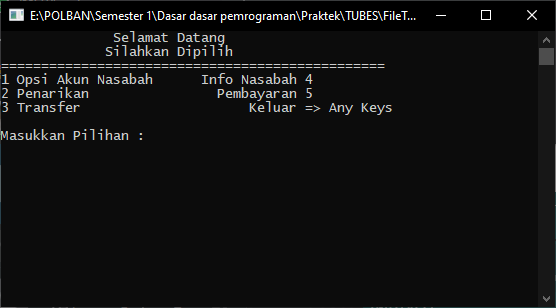 E:\POLBAN\Semester 1\Dasar dasar pemrograman\Praktek\TUBES\FileT...
Selamat Datang
Silahkan Dipilih
================================================
1 Opsi Akun Nasabah      Info Nasabah 4
2 Penarikan                Pembayaran 5
3 Transfer                     Keluar => Any Keys
Masukkan Pilihan :